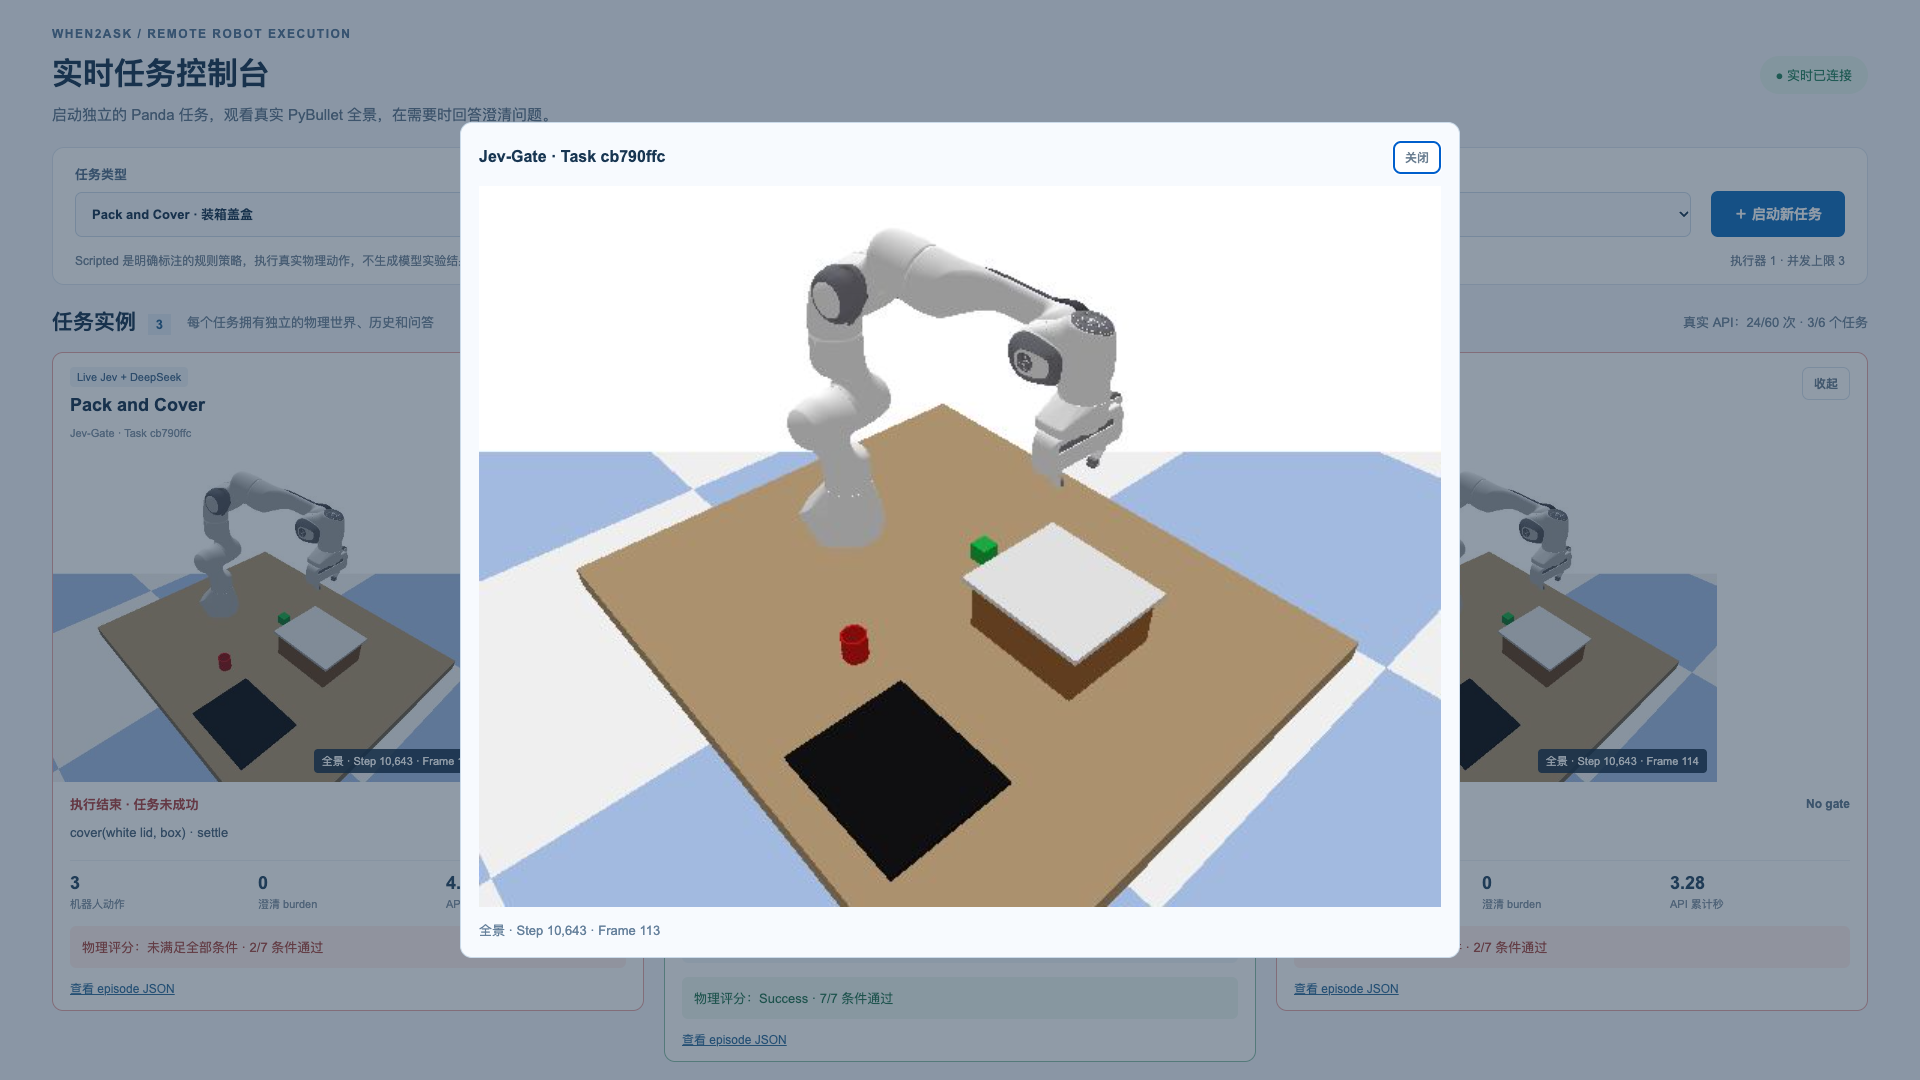 WHEN2ASK / REMOTE ROBOT EXECUTION
实时任务控制台
● 实时已连接
启动独立的 Panda 任务，观看真实 PyBullet 全景，在需要时回答澄清问题。
任务类型
Pack and Cover · 装箱盖盒
＋ 启动新任务
Scripted 是明确标注的规则策略，执行真实物理动作，不生成模型实验结
执行器 1 · 并发上限 3
任务实例 3 每个任务拥有独立的物理世界、历史和问答
真实 API：24/60 次 · 3/6 个任务
Jev-Gate · Task cb790ffc
关闭
全景 · Step 10,643 · Frame 113
Live Jev + DeepSeek
Pack and Cover
Jev-Gate · Task cb790ffc
全景 · Step 10,643 · Frame
执行结束 · 任务未成功
cover(white lid, box) · settle
3
机器人动作
0
澄清 burden
4.
AP
物理评分：未满足全部条件 · 2/7 条件通过
查看 episode JSON
物理评分：Success · 7/7 条件通过
查看 episode JSON
收起
全景 · Step 10,643 · Frame 114
No gate
0
澄清 burden
3.28
API 累计秒
· 2/7 条件通过
查看 episode JSON